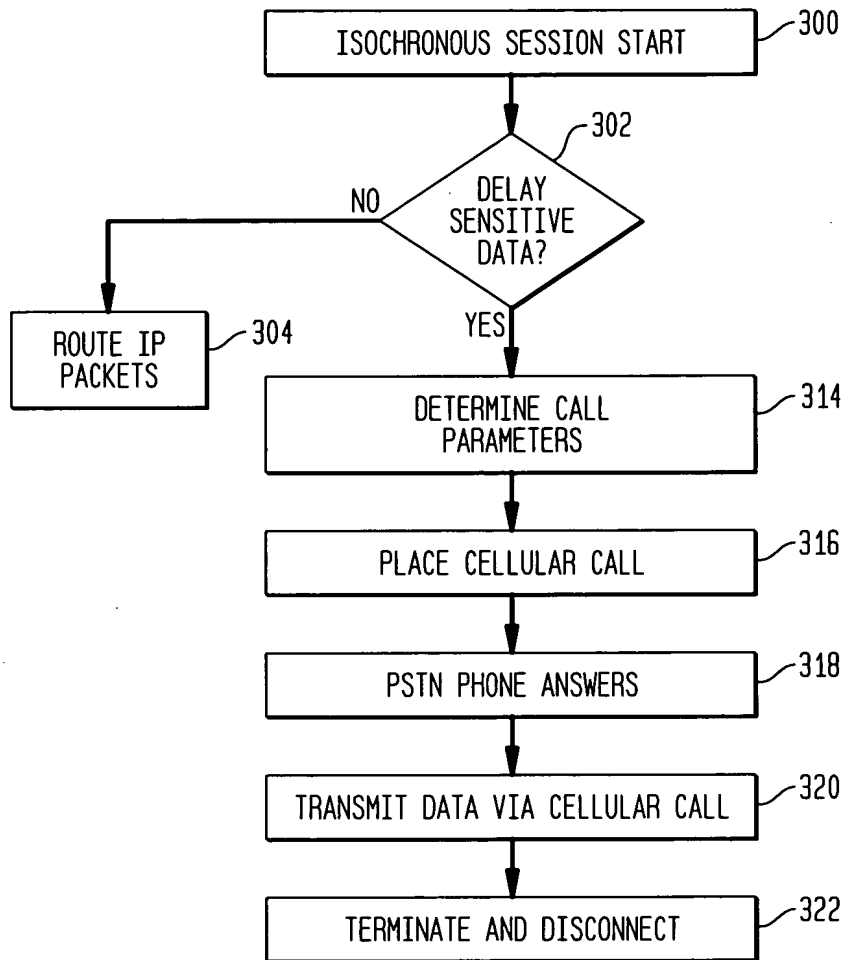 ISOCHRONOUS SESSION START
300
302
DELAY
SENSITIVE
DATA?
NO
YES
ROUTE IP
PACKETS
304
DETERMINE CALL
PARAMETERS
314
PLACE CELLULAR CALL
316
PSTN PHONE ANSWERS
318
TRANSMIT DATA VIA CELLULAR CALL
320
TERMINATE AND DISCONNECT
322